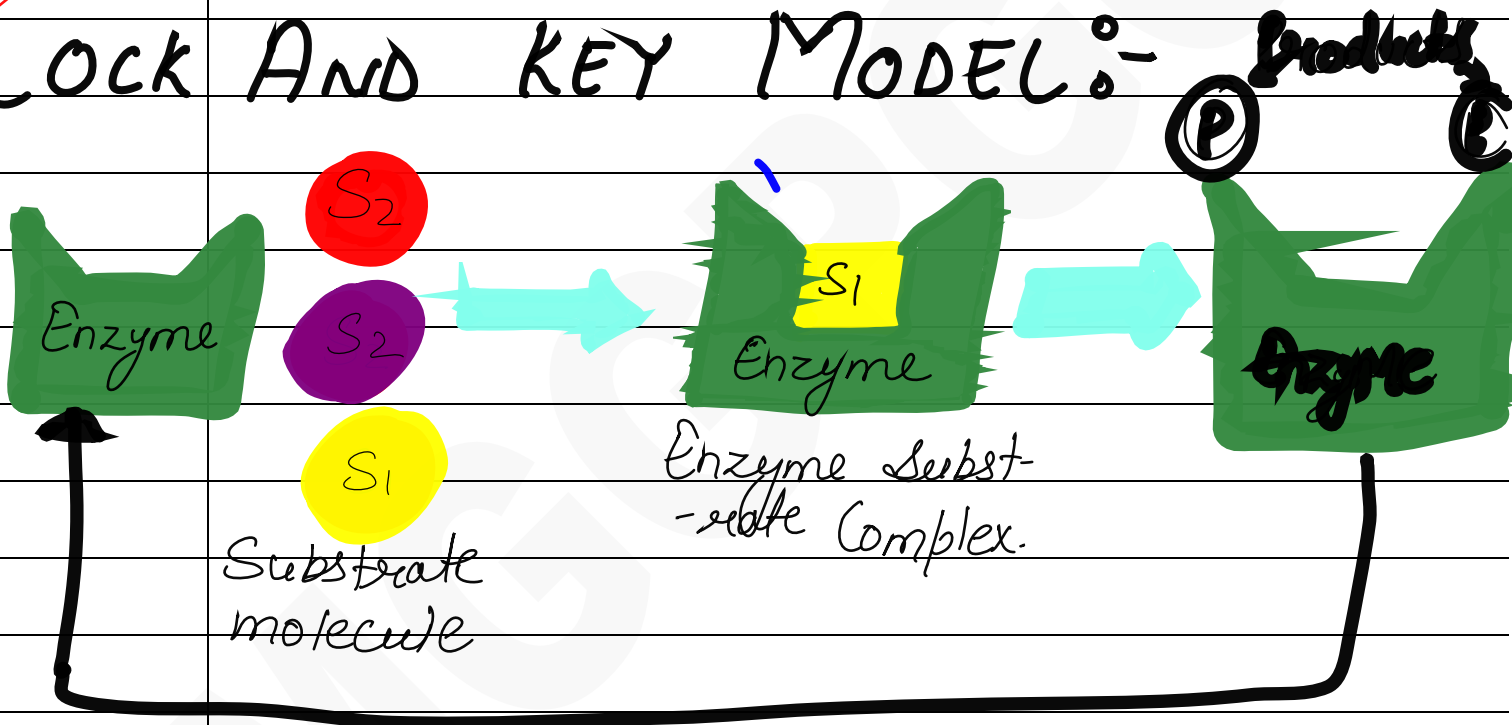 LOCK AND KEY MODEL:-
Products
P
S2
Enzyme
S2
S1
Enzyme
Enzyme
S1
Substrate
molecule
Enzyme Subst-
-rate Complex.